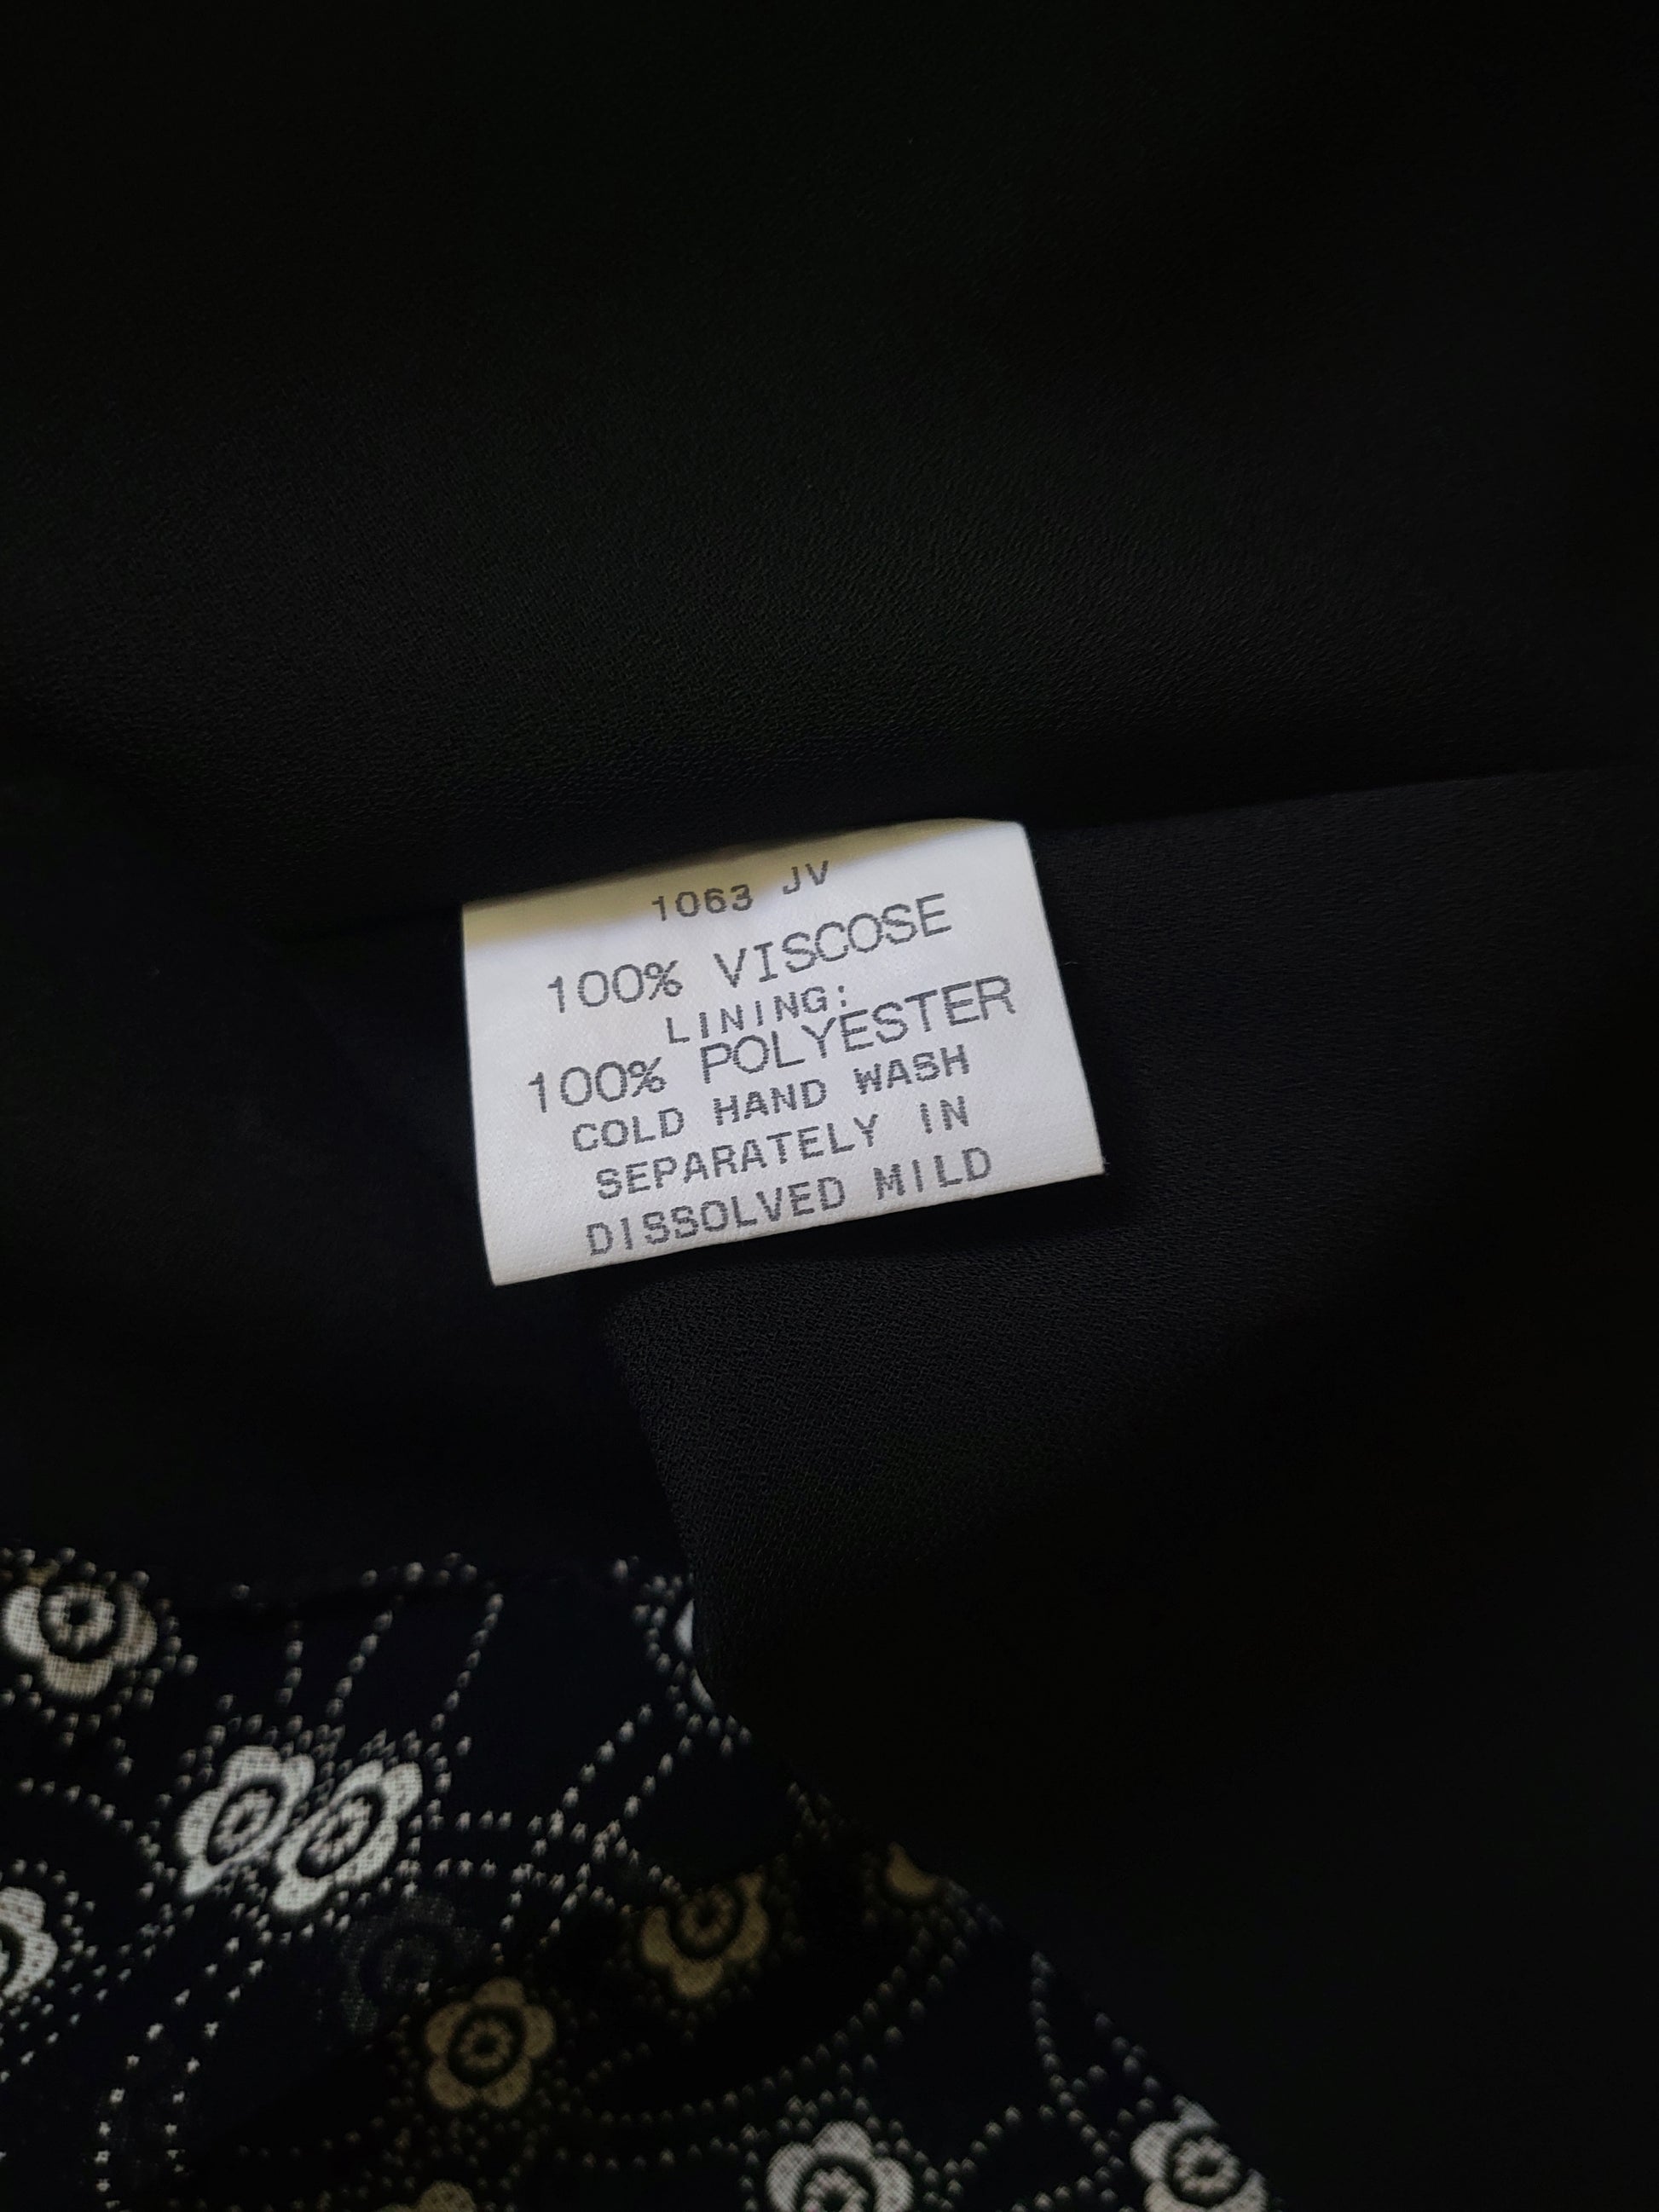 1063 JV
100% VISCOSE
LINING:
100% POLYESTER
COLD HAND WASH
SEPARATELY IN
DISSOLVED MILD